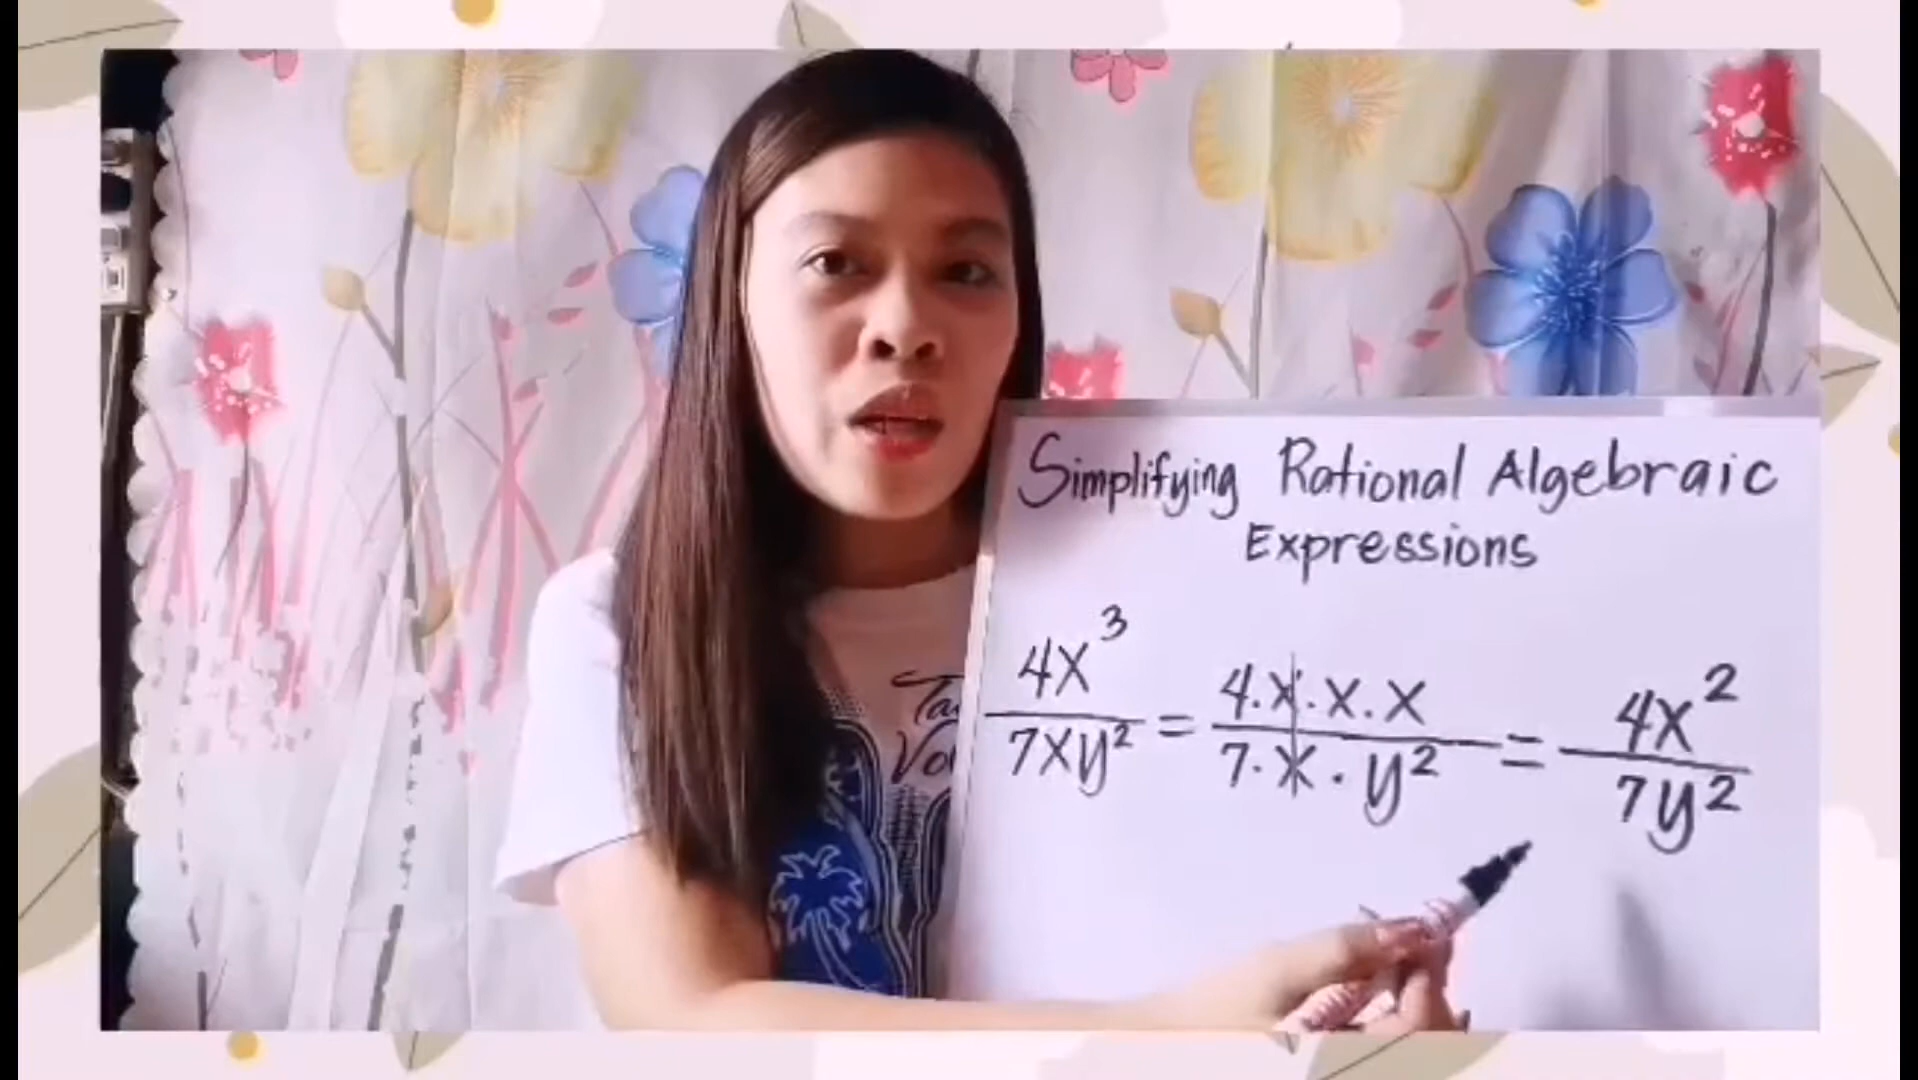 Simplifying Rational Algebraic
Expressions
4x³/7xy² = 4.x.x.x/7.x.y² = 4x²/7y²